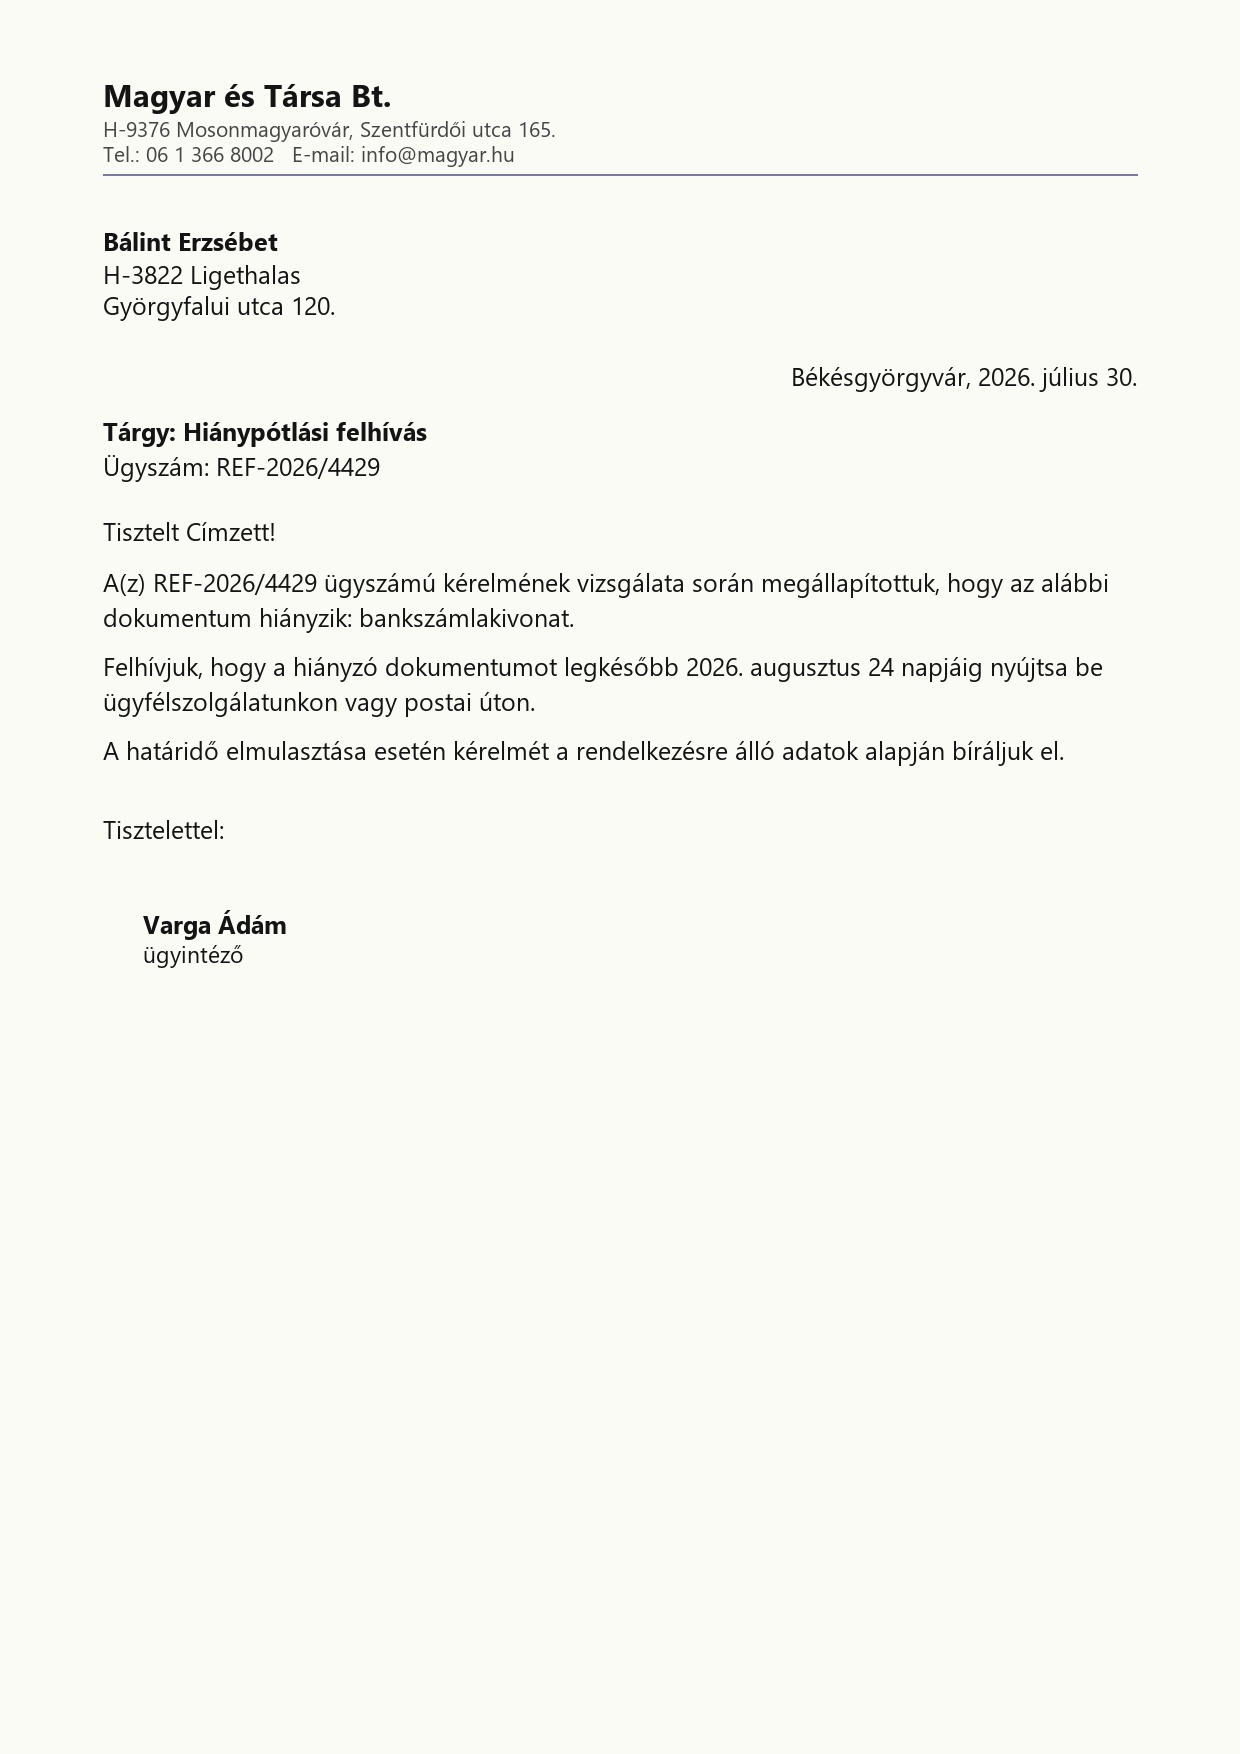 Magyar és Társa Bt.
H-9376 Mosonmagyaróvár, Szentfürdői utca 165.
Tel.: 06 1 366 8002 E-mail: info@magyar.hu
Bálint Erzsébet
H-3822 Ligethalas
Györgyfalui utca 120.
Békésgyörgyvár, 2026. július 30.
Tárgy: Hiánypótlási felhívás
Ügyszám: REF-2026/4429
Tisztelt Címzett!
A(z) REF-2026/4429 ügyszámú kérelmének vizsgálata során megállapítottuk, hogy az alábbi
dokumentum hiányzik: bankszámlakivonat.
Felhívjuk, hogy a hiányzó dokumentumot legkésőbb 2026. augusztus 24 napjáig nyújtsa be
ügyfélszolgálatunkon vagy postai úton.
A határidő elmulasztása esetén kérelmét a rendelkezésre álló adatok alapján bíráljuk el.
Tisztelettel:
Varga Ádám
ügyintéző